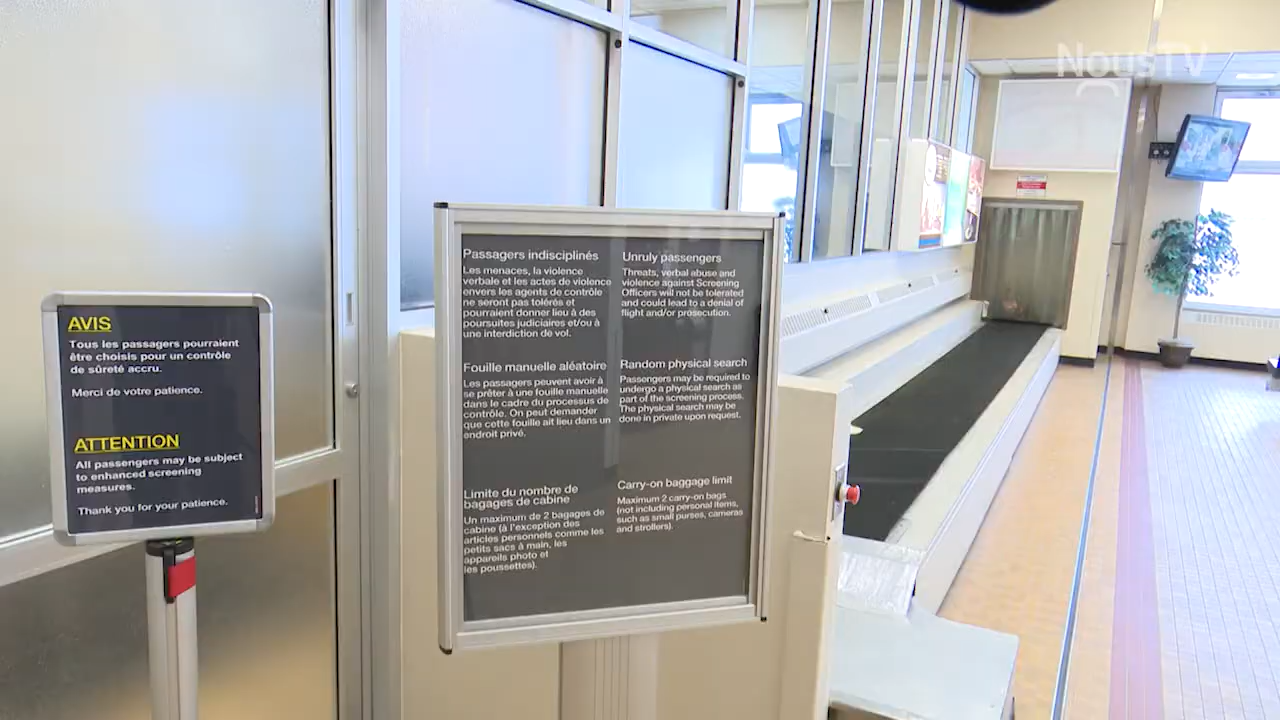 NousTV
AVIS
Tous les passagers pourraient
être choisis pour un contrôle
de sûreté accru.
Merci de votre patience.
ATTENTION
All passengers may be subject
to enhanced screening
measures.
Thank you for your patience.
Passagers indisciplinés
Les menaces, la violence
verbale et les actes de violence
envers les agents de contrôle
ne seront pas tolérés et
pourraient donner lieu à des
poursuites judiciaires et/ou à
une interdiction de vol.
Unruly passengers
Threats, verbal abuse and
violence against Screening
Officers will not be tolerated
and could lead to a denial of
flight and/or prosecution.
Fouille manuelle aléatoire
Les passagers peuvent avoir à
se prêter à une fouille manuelle
dans le cadre du processus de
contrôle. On peut demander
que cette fouille ait lieu dans un
endroit privé.
Random physical search
Passengers may be required to
undergo a physical search as
part of the screening process.
The physical search may be
done in private upon request.
Limite du nombre de
bagages de cabine
Un maximum de 2 bagages de
cabine (à l'exception des
articles personnels comme les
petits sacs à main, les
appareils photo et
les poussettes).
Carry-on baggage limit
Maximum 2 carry-on bags
(not including personal items,
such as small purses, cameras
and strollers).